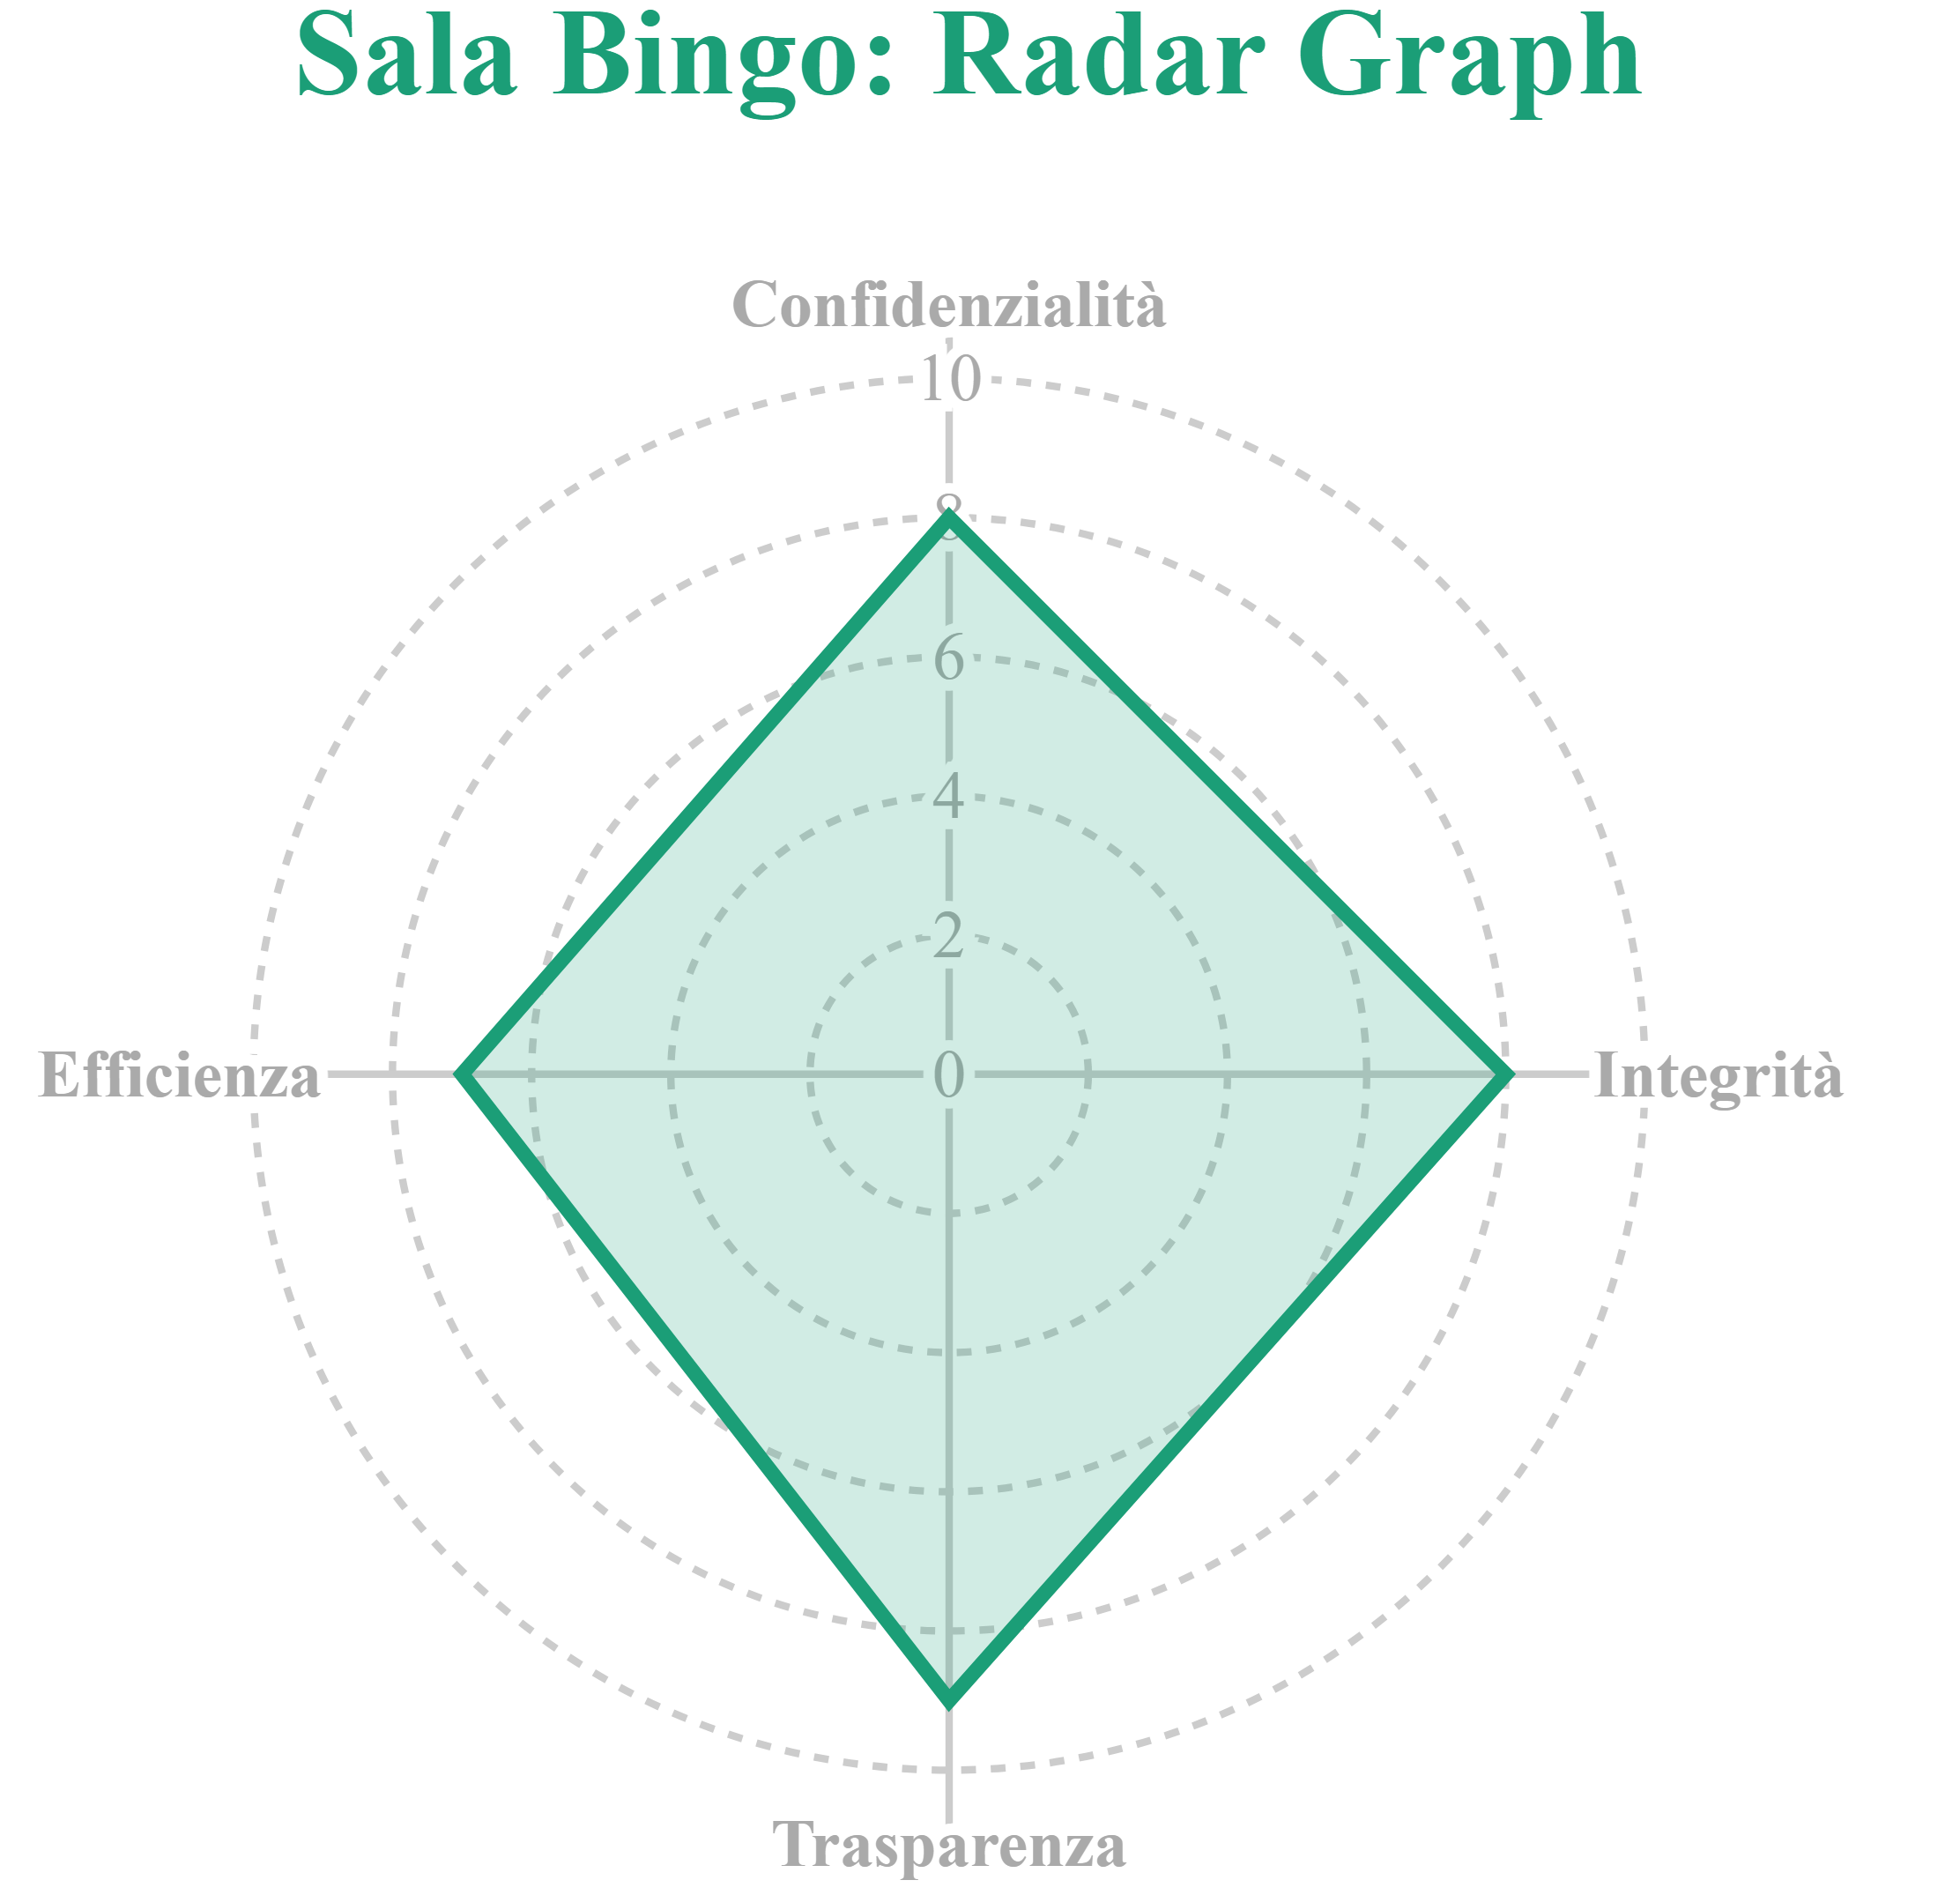 Sala Bingo: Radar Graph
Confidenzialità
10
8
6
4
2
Efficienza
0
Integrità
Trasparenza